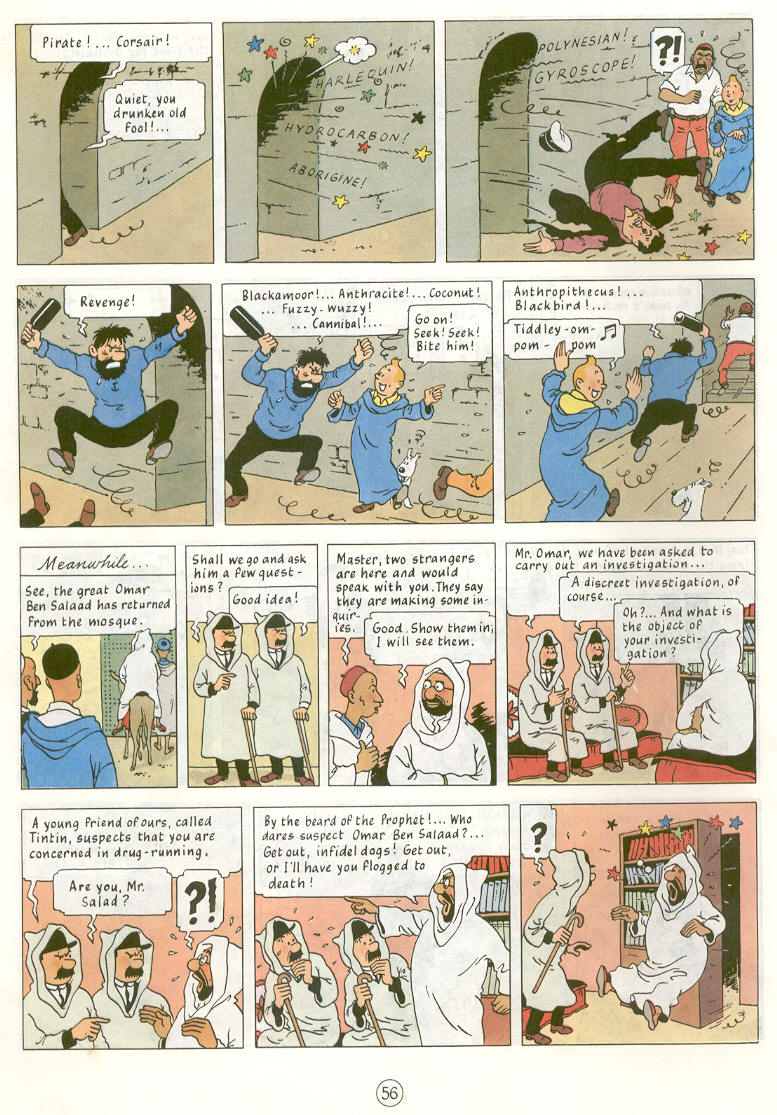 Pirate! ... Corsair!
Quiet, you
drunken old
fool!...
HARLEQUIN!
HYDROCARBON!
ABORIGINE!
POLYNESIAN!
GYROSCOPE!
?!
Revenge!
Blackamoor!... Anthracite!... Coconut!
... Fuzzy-wuzzy!
... Cannibal!...
Go on!
Seek! Seek!
Bite him!
Anthropithecus! ...
Blackbird!...
Tiddley-om-
pom - pom
Meanwhile...
See, the great Omar
Ben Salaad has returned
from the mosque.
Shall we go and ask
him a few quest-
ions?
Good idea!
Master, two strangers
are here and would
speak with you. They say
they are making some in-
quir-
ies.
Good. Show them in;
I will see them.
Mr. Omar, we have been asked to
carry out an investigation...
A discreet investigation, of
course...
Oh?... And what is
the object of
your investi-
gation?
A young friend of ours, called
Tintin, suspects that you are
concerned in drug-running.
Are you, Mr.
Salad?
?!
By the beard of the Prophet!... Who
dares suspect Omar Ben Salaad?...
Get out, infidel dogs! Get out,
or I'll have you flogged to
death!
?
56